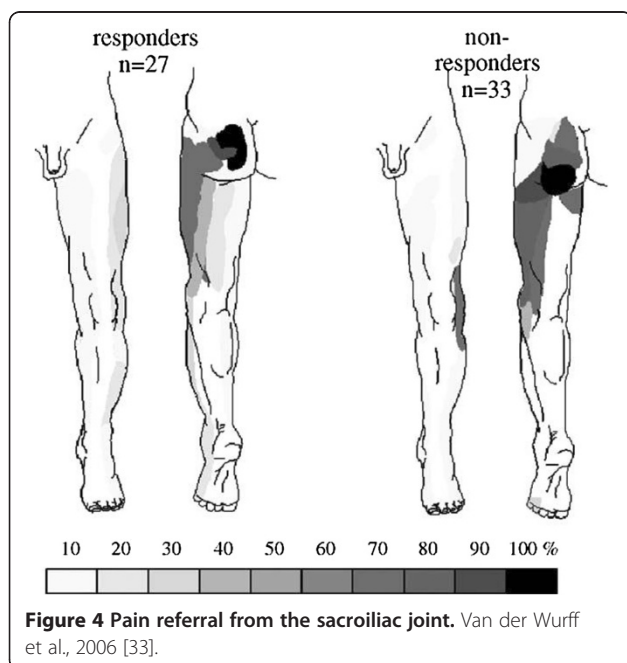 responders
n=27
non-
responders
n=33
10 20 30 40 50 60 70 80 90 100 %
Figure 4 Pain referral from the sacroiliac joint. Van der Wurff
et al., 2006 [33].